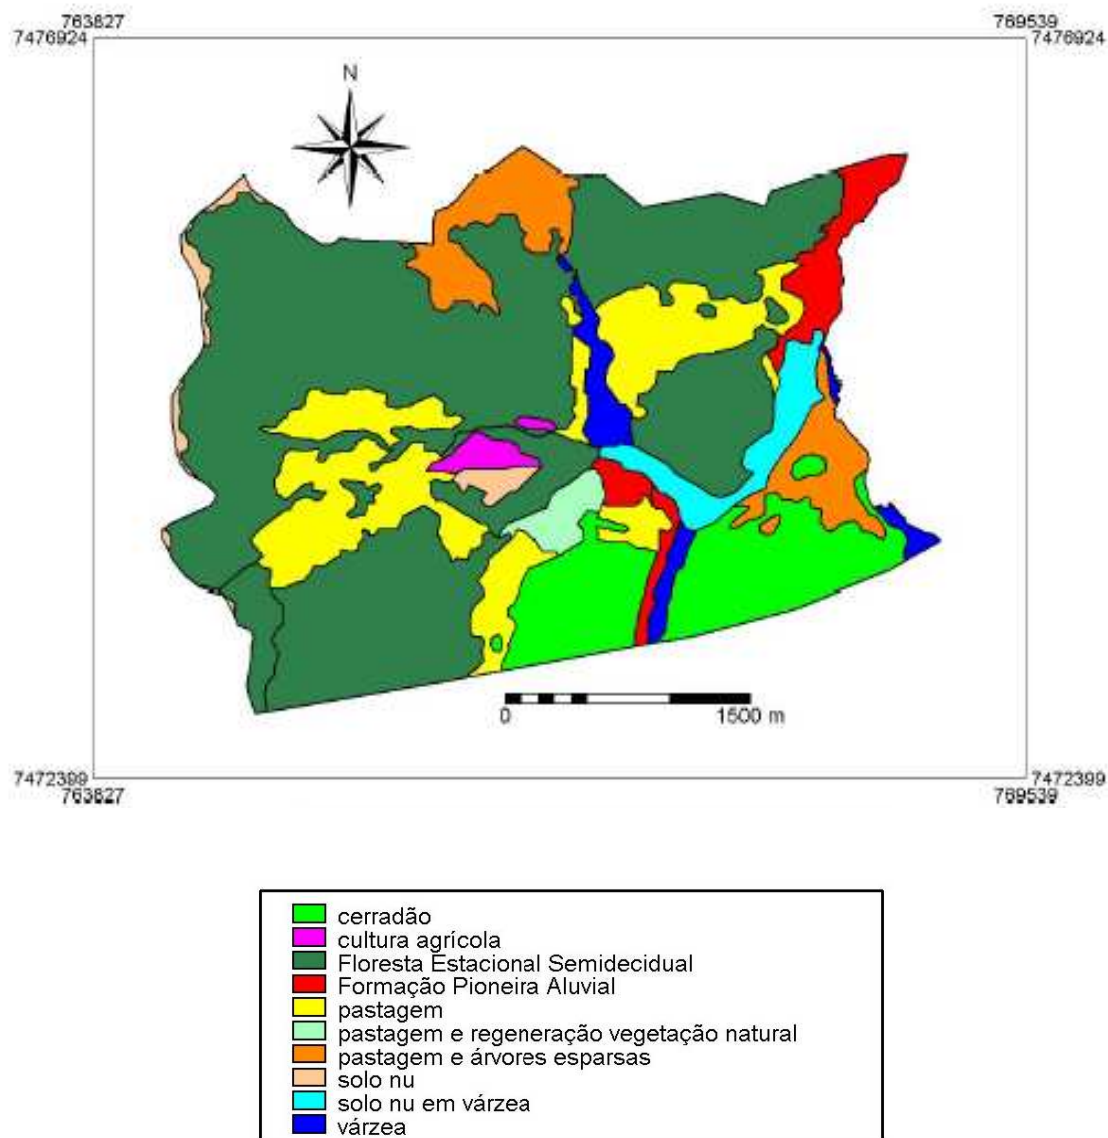 763827 769539
7476924 7476924
N
0 1500 m
7472399 7472399
763827 769539
cerradão
cultura agrícola
Floresta Estacional Semidecidual
Formação Pioneira Aluvial
pastagem
pastagem e regeneração vegetação natural
pastagem e árvores esparsas
solo nu
solo nu em várzea
várzea